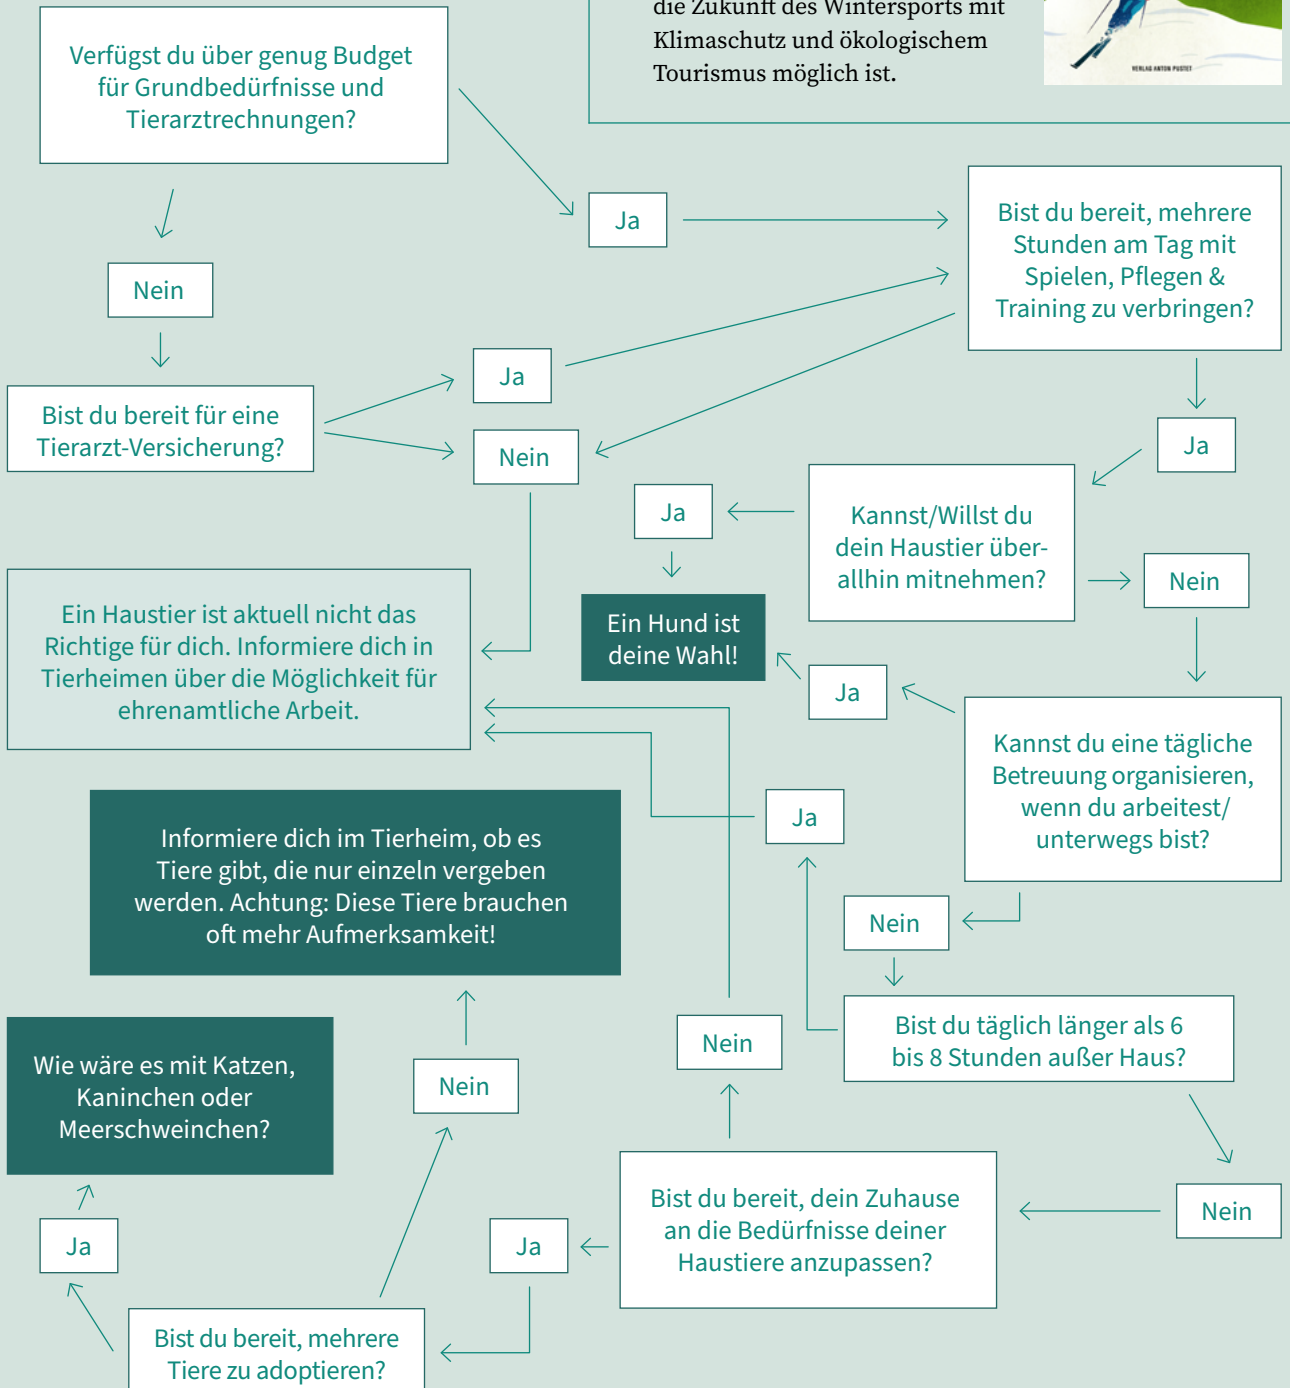 die Zukunft des Wintersports mit
Klimaschutz und ökologischem
Tourismus möglich ist.
VERLAG ANTON PUSTET
Verfügst du über genug Budget
für Grundbedürfnisse und
Tierarztrechnungen?
Ja
Bist du bereit, mehrere
Stunden am Tag mit
Spielen, Pflegen &
Training zu verbringen?
Nein
Ja
Bist du bereit für eine
Tierarzt-Versicherung?
Nein
Ja
Ja
Kannst/Willst du
dein Haustier über-
allhin mitnehmen?
Nein
Ein Haustier ist aktuell nicht das
Richtige für dich. Informiere dich in
Tierheimen über die Möglichkeit für
ehrenamtliche Arbeit.
Ein Hund ist
deine Wahl!
Ja
Kannst du eine tägliche
Betreuung organisieren,
wenn du arbeitest/
unterwegs bist?
Ja
Informiere dich im Tierheim, ob es
Tiere gibt, die nur einzeln vergeben
werden. Achtung: Diese Tiere brauchen
oft mehr Aufmerksamkeit!
Nein
Bist du täglich länger als 6
bis 8 Stunden außer Haus?
Nein
Wie wäre es mit Katzen,
Kaninchen oder
Meerschweinchen?
Nein
Bist du bereit, dein Zuhause
an die Bedürfnisse deiner
Haustiere anzupassen?
Nein
Ja
Ja
Bist du bereit, mehrere
Tiere zu adoptieren?